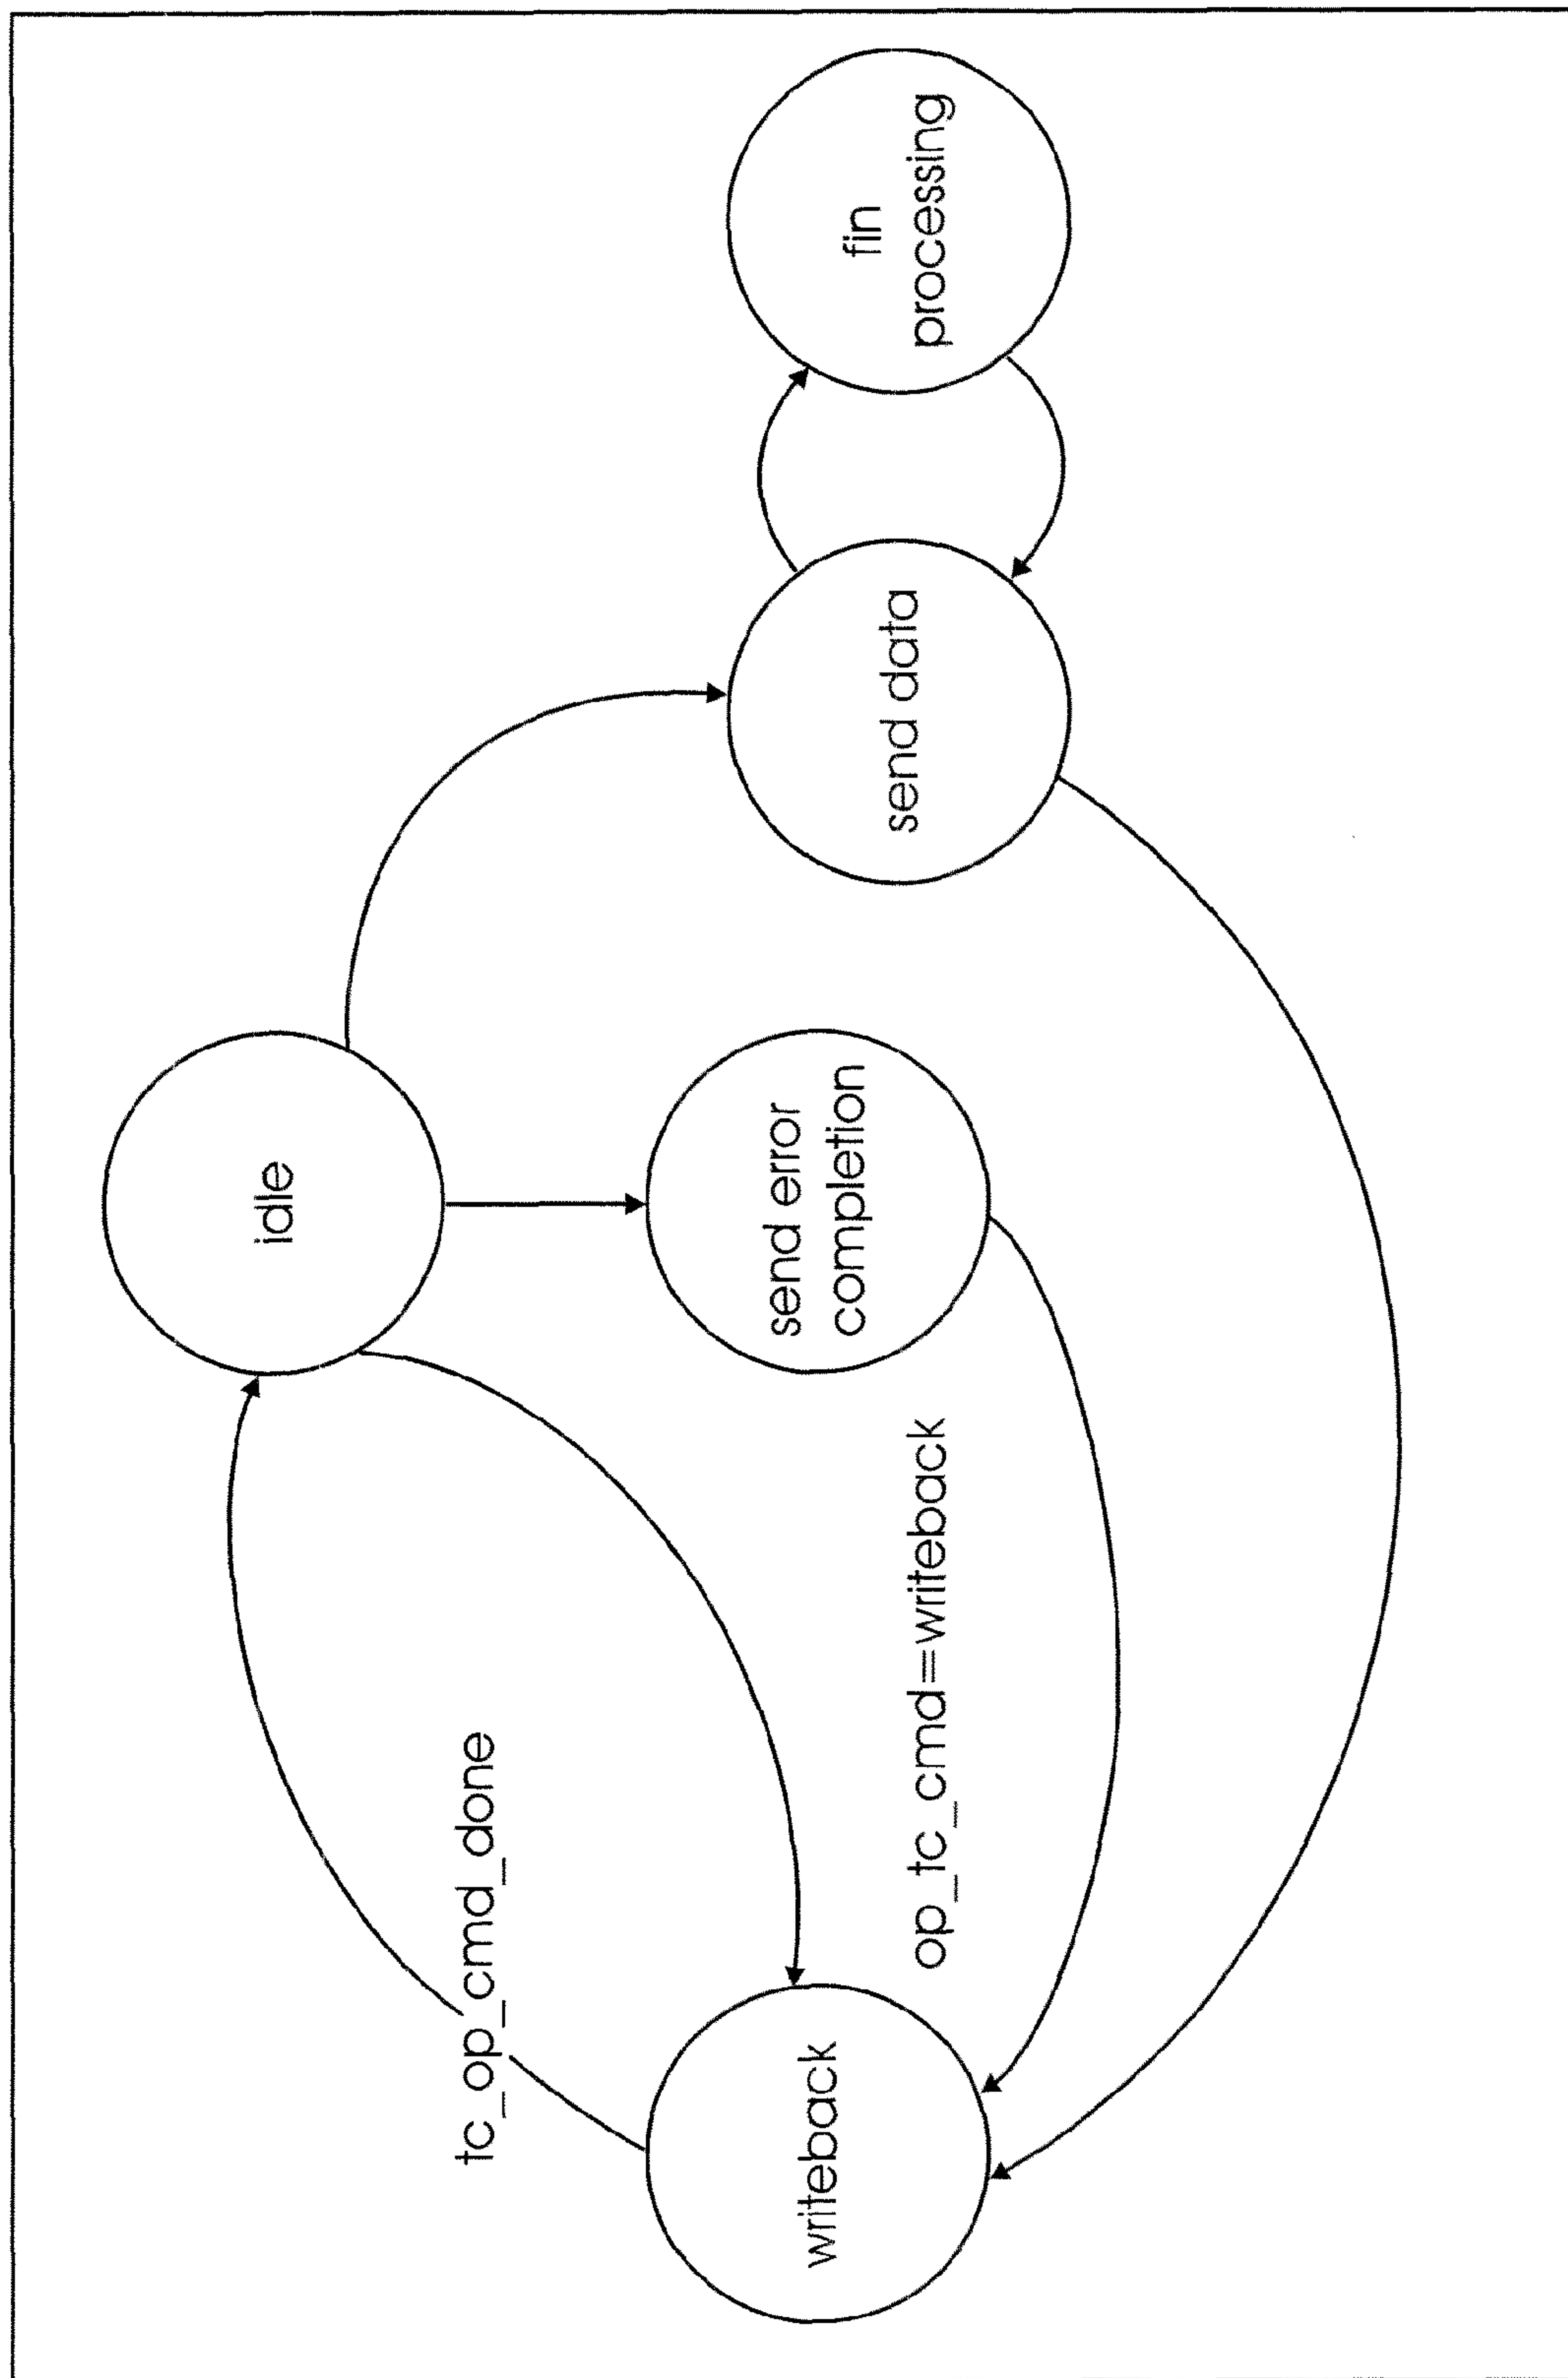 idle
tc_op_cmd_done
writeback
send error
completion
send data
fin
processing
op_tc_cmd=writeback